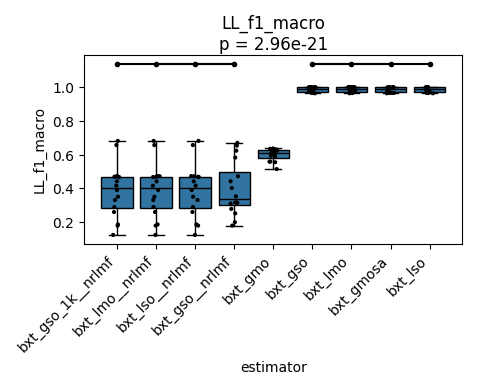 LL_f1_macro
p = 2.96e-21
LL_f1_macro
1.0
0.8
0.6
0.4
0.2
bxt_gso_1k__nrlmf
bxt_lmo__nrlmf
bxt_lso__nrlmf
bxt_gso__nrlmf
bxt_gmo
bxt_gso
bxt_lmo
bxt_gmosa
bxt_lso
estimator